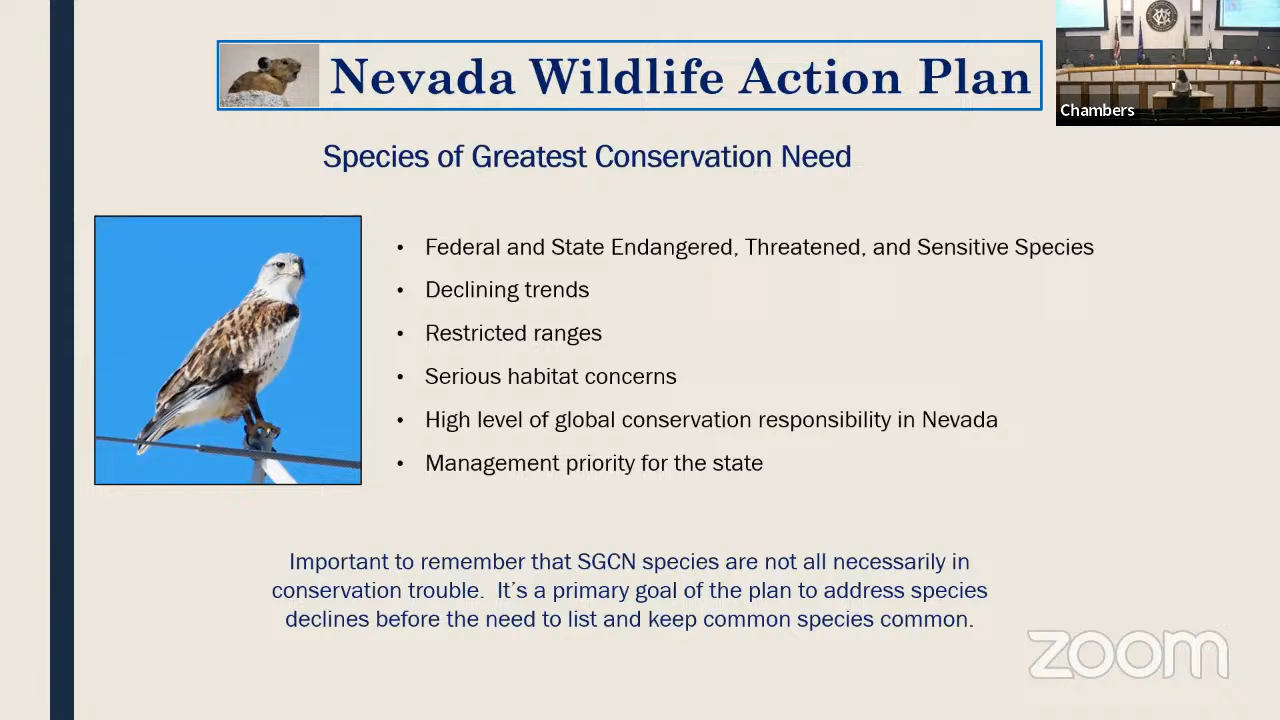 Nevada Wildlife Action Plan
Chambers
Species of Greatest Conservation Need
• Federal and State Endangered, Threatened, and Sensitive Species
• Declining trends
• Restricted ranges
• Serious habitat concerns
• High level of global conservation responsibility in Nevada
• Management priority for the state
Important to remember that SGCN species are not all necessarily in
conservation trouble.  It's a primary goal of the plan to address species
declines before the need to list and keep common species common.
zoom